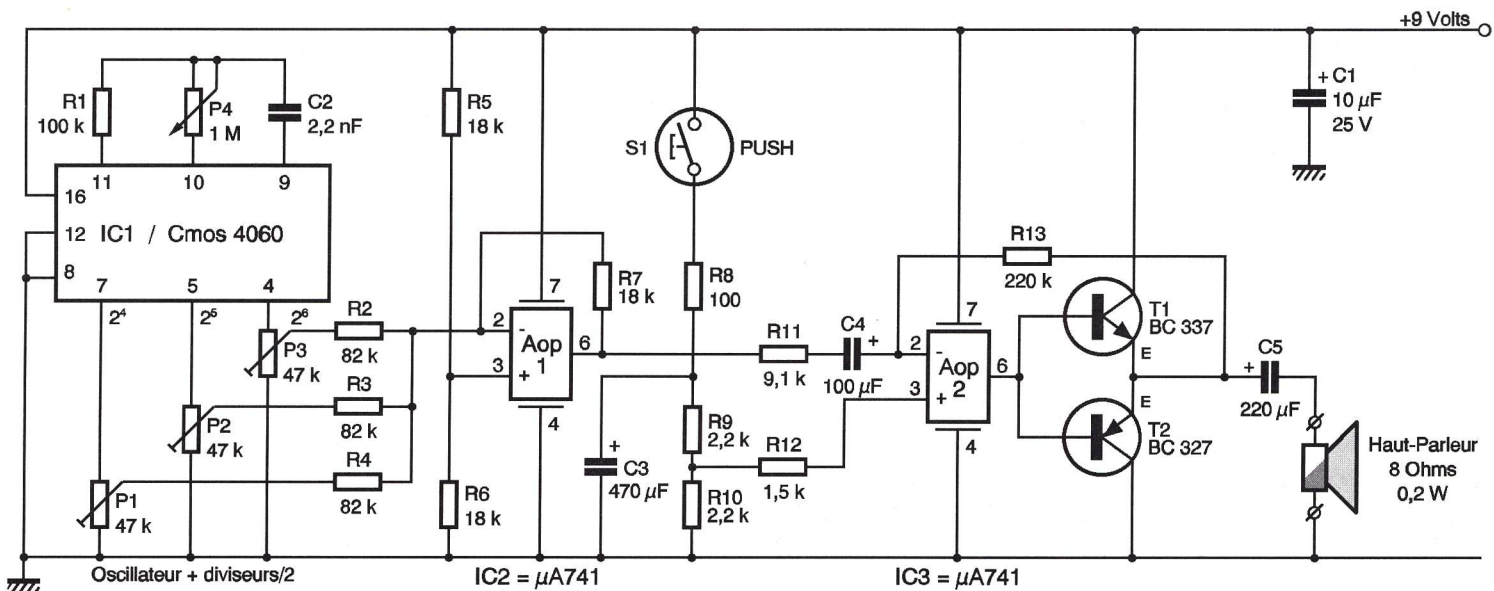 +9 Volts
R1
100 k
P4
1 M
C2
2,2 nF
R5
18 k
S1
PUSH
+ C1
10 µF
25 V
11
10
9
16
12
8
IC1 / Cmos 4060
7
5
4
2⁴
2⁵
2⁶
P3
47 k
P2
47 k
P1
47 k
R2
82 k
R3
82 k
R4
82 k
R7
18 k
2
-
3
+
7
Aop
1
6
4
R6
18 k
R8
100
+
C3
470 µF
R9
2,2k
R10
2,2 k
R11
9,1 k
C4
+
100 µF
R12
1,5 k
R13
220 k
2
-
3
+
7
Aop
2
6
4
T1
BC 337
E
E
T2
BC 327
C5
+
220 µF
Haut-Parleur
8 Ohms
0,2 W
Oscillateur + diviseurs/2
IC2 = µA741
IC3 = µA741